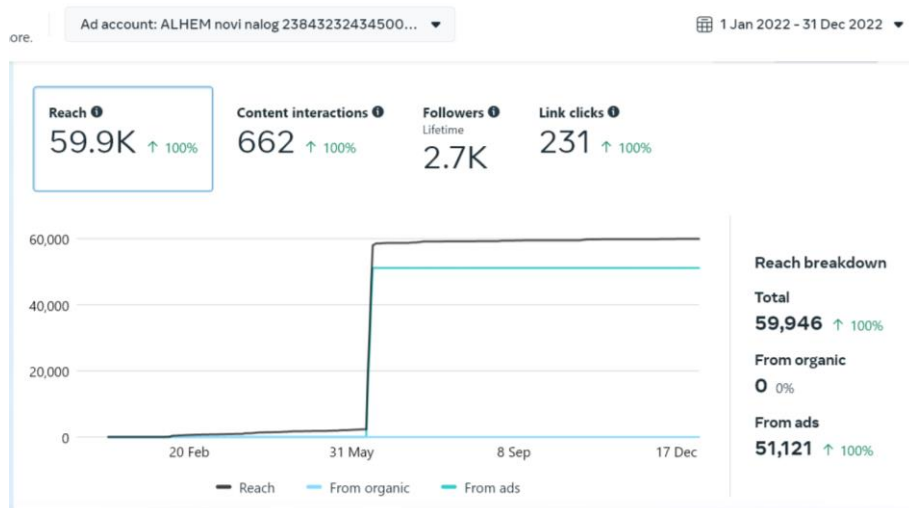 Ad account: ALHEM novi nalog 23843232434500...
1 Jan 2022 - 31 Dec 2022
ore.
Reach
59.9K ↑ 100%
Content interactions
662 ↑ 100%
Followers
Lifetime
2.7K
Link clicks
231 ↑ 100%
60,000
40,000
20,000
0
20 Feb
31 May
8 Sep
17 Dec
Reach
From organic
From ads
Reach breakdown
Total
59,946 ↑ 100%
From organic
0 0%
From ads
51,121 ↑ 100%